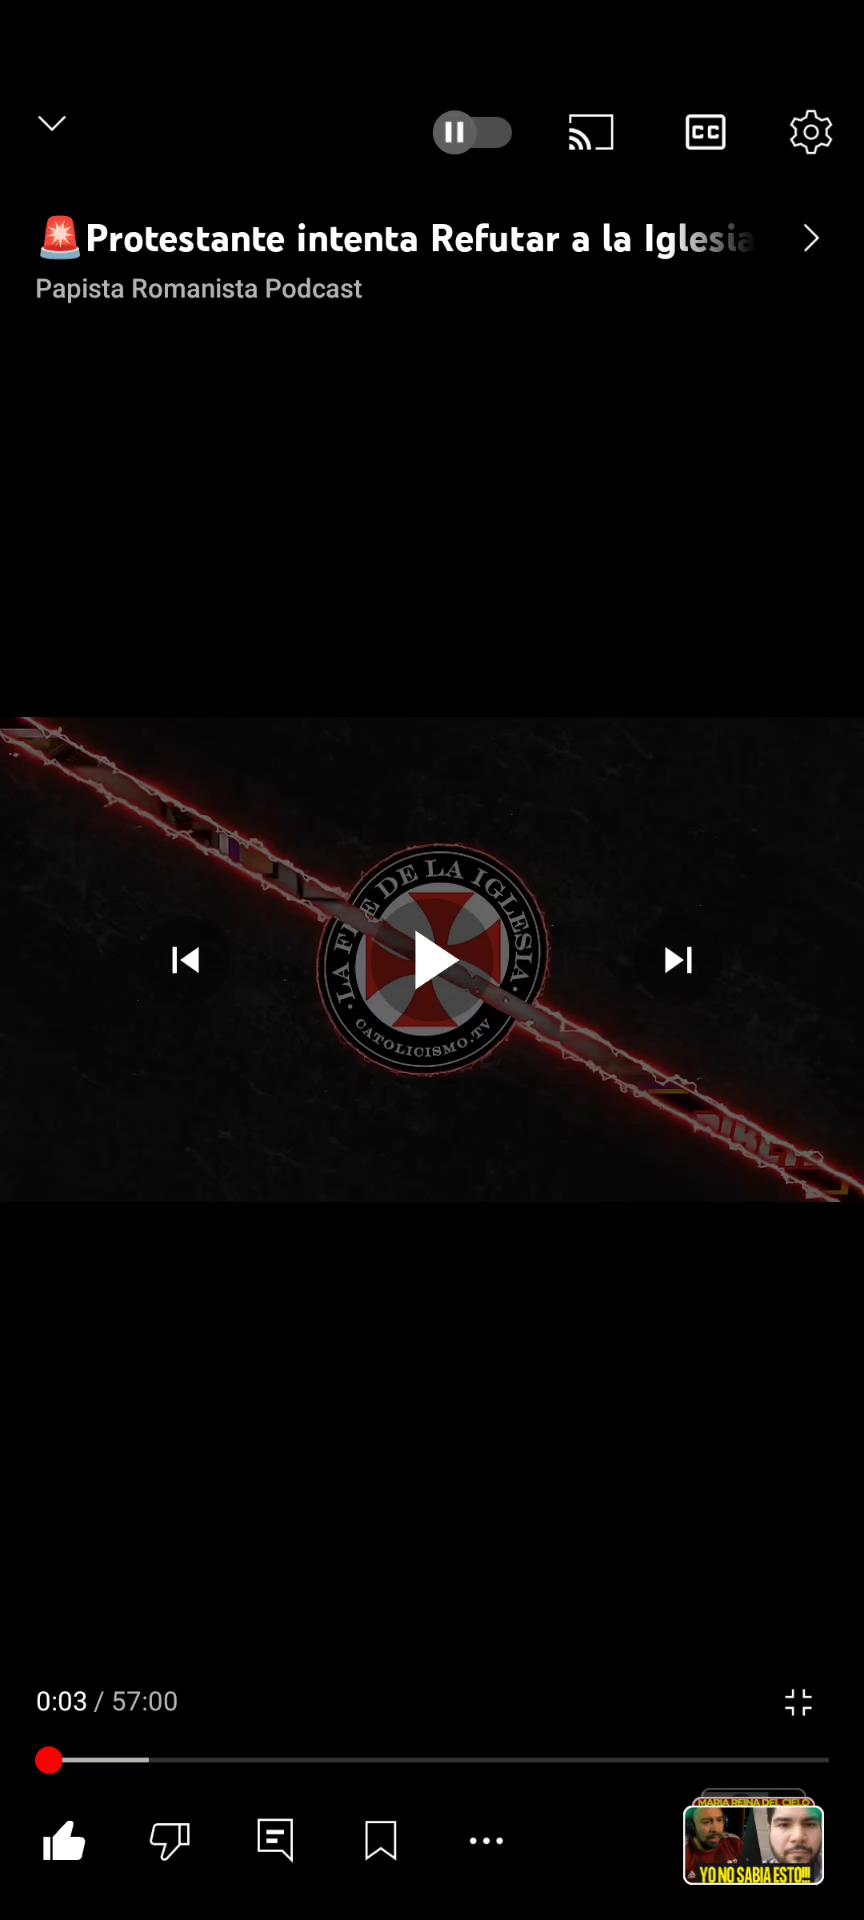 🚨Protestante intenta Refutar a la Iglesia
Papista Romanista Podcast
LA FE DE LA IGLESIA
CATOLICISMO.TV
0:03 / 57:00
MARIA REINA DEL CIELO
YO NO SABIA ESTO!!!